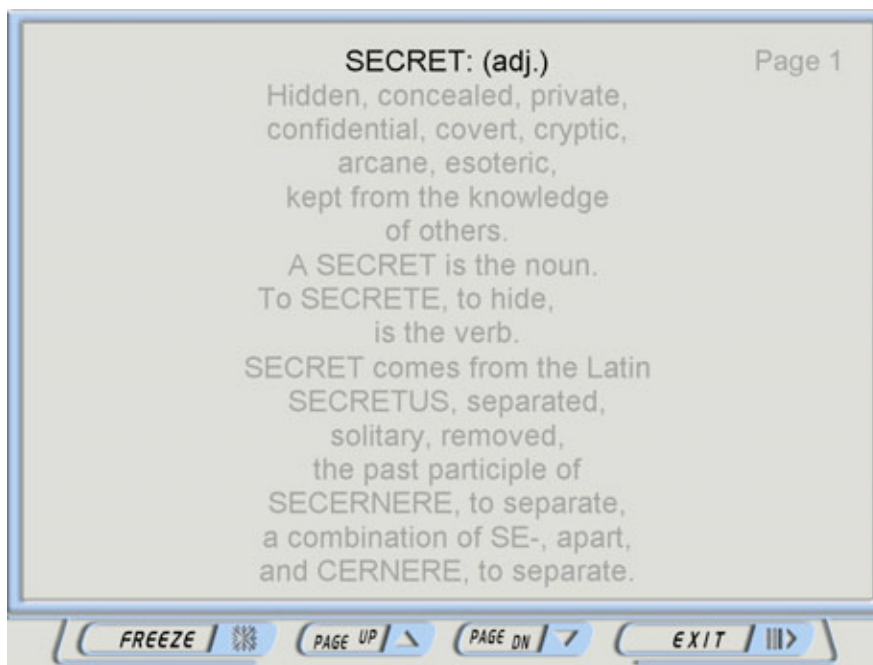 SECRET: (adj.) Page 1
Hidden, concealed, private,
confidential, covert, cryptic,
arcane, esoteric,
kept from the knowledge
of others.
A SECRET is the noun.
To SECRETE, to hide,
is the verb.
SECRET comes from the Latin
SECRETUS, separated,
solitary, removed,
the past participle of
SECERNERE, to separate,
a combination of SE-, apart,
and CERNERE, to separate.
FREEZE PAGE UP PAGE DN EXIT